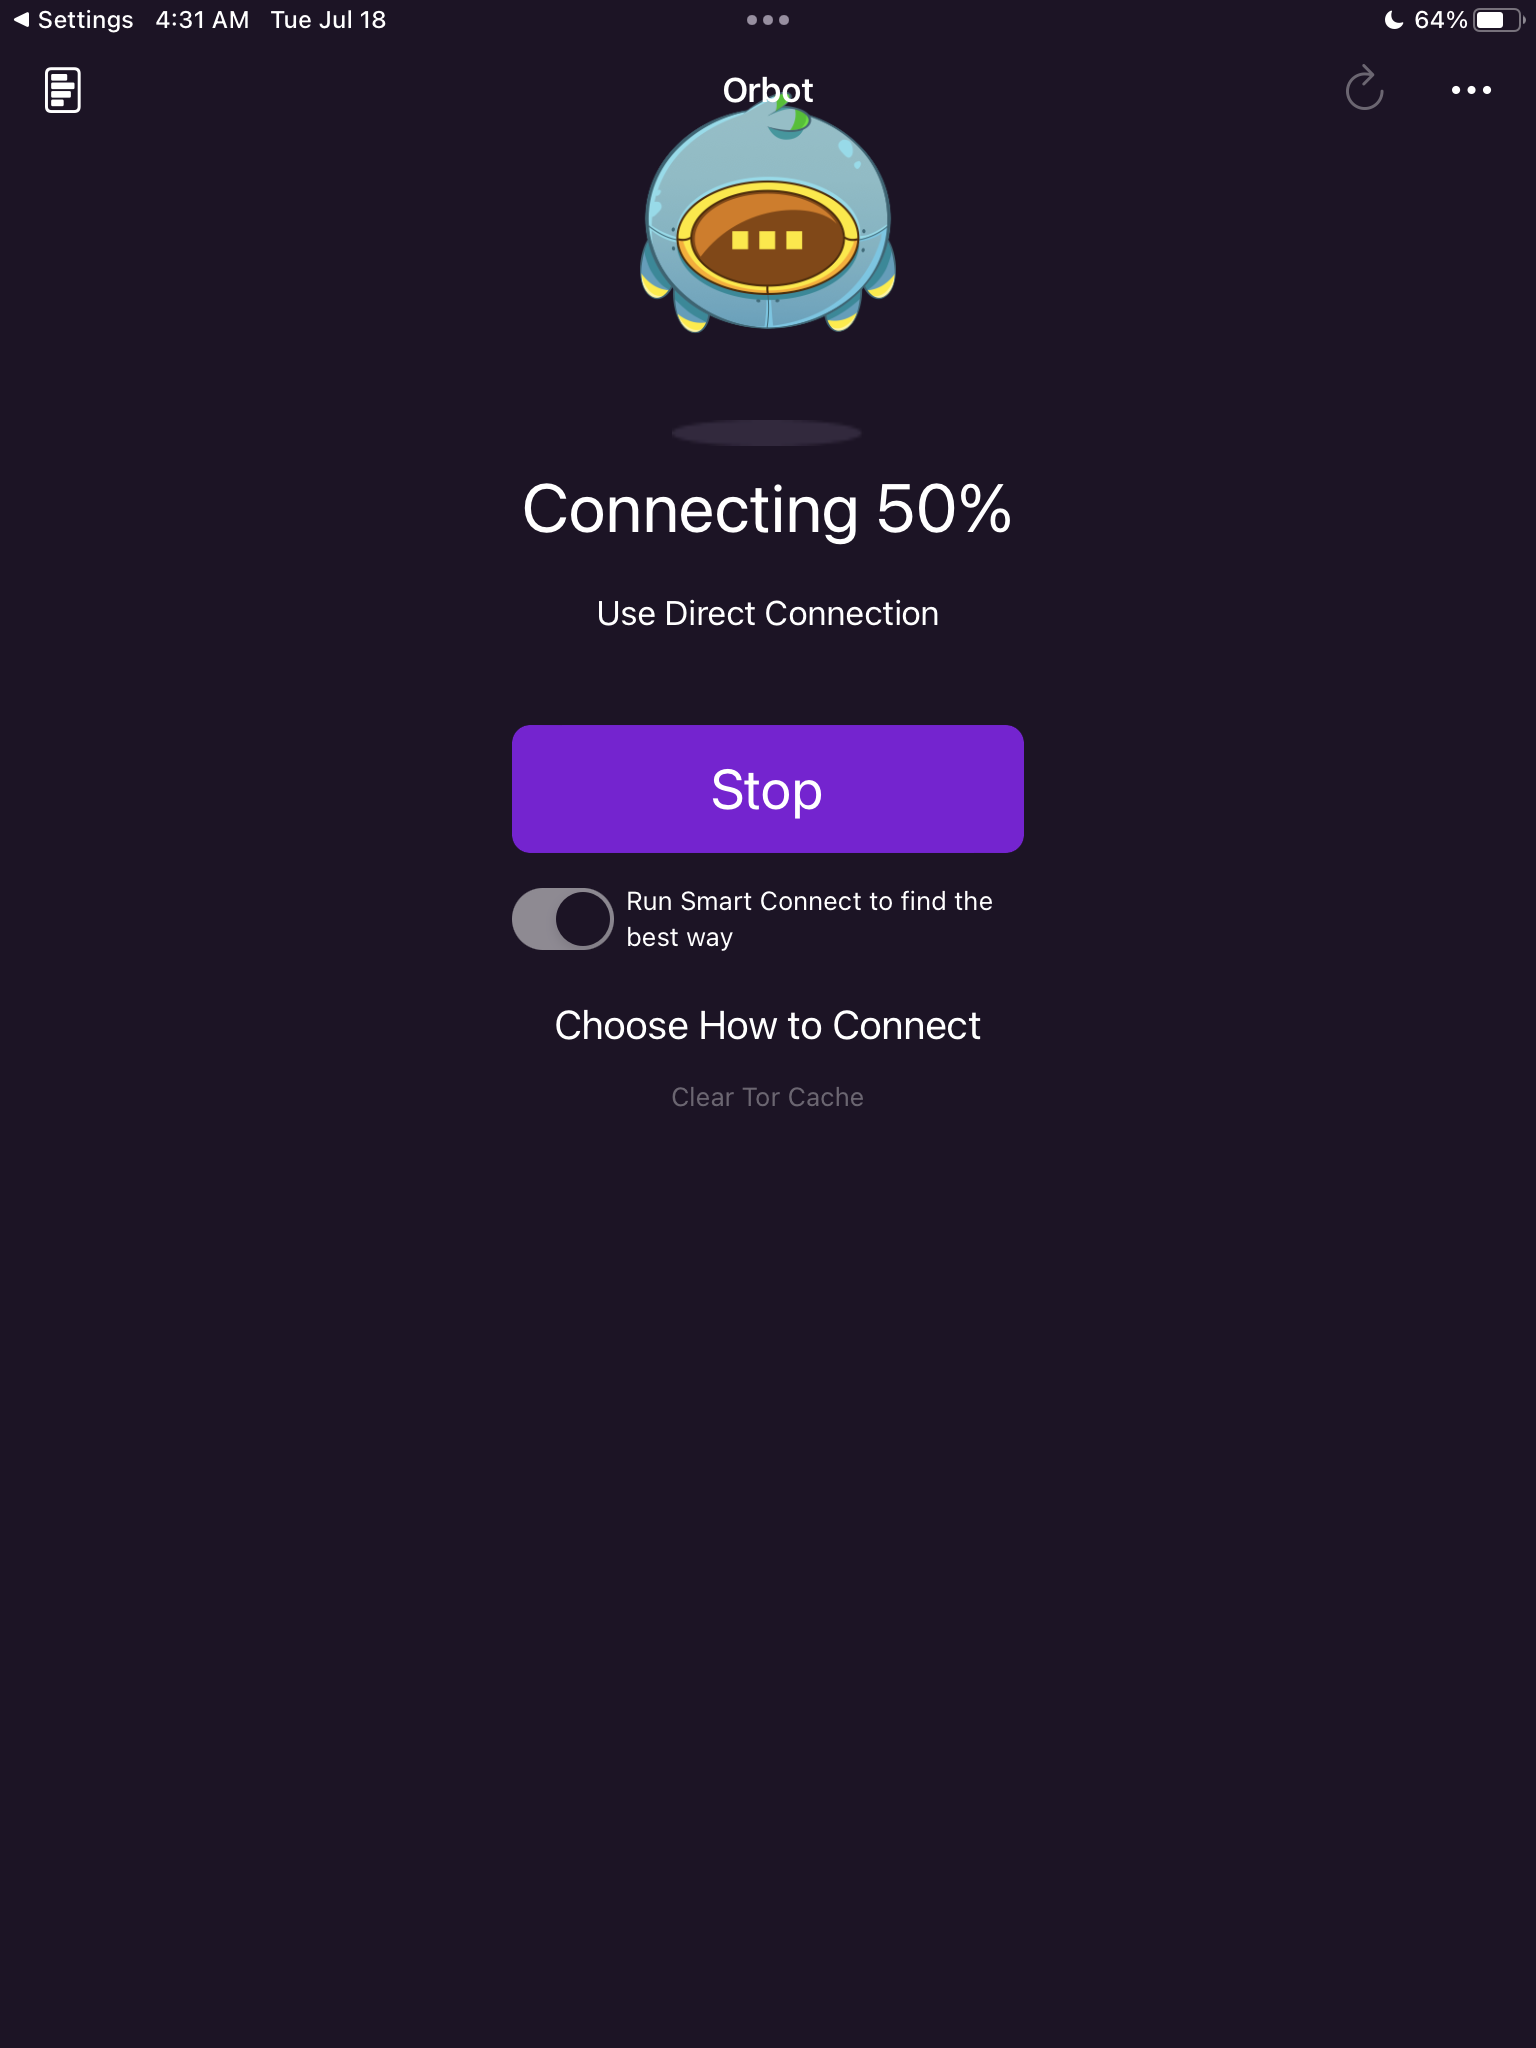 Settings 4:31 AM Tue Jul 18 64%
Orbot
Connecting 50%
Use Direct Connection
Stop
Run Smart Connect to find the
best way
Choose How to Connect
Clear Tor Cache